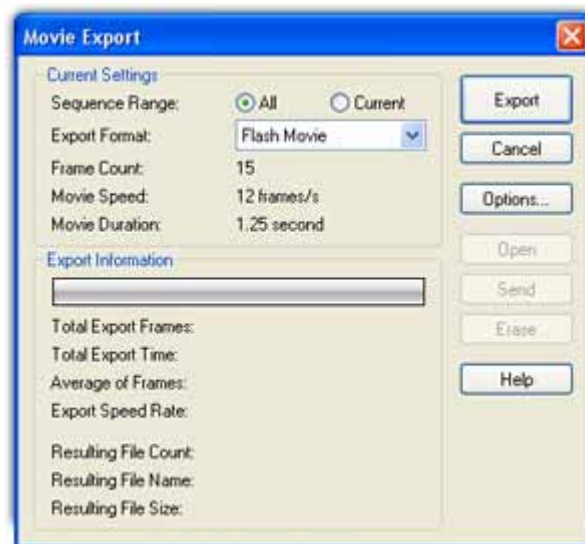 Movie Export
Current Settings
Sequence Range: All Current
Export Format: Flash Movie
Frame Count: 15
Movie Speed: 12 frames/s
Movie Duration: 1.25 second
Export Information
Total Export Frames:
Total Export Time:
Average of Frames:
Export Speed Rate:
Resulting File Count:
Resulting File Name:
Resulting File Size:
Export
Cancel
Options...
Open
Send
Erase
Help